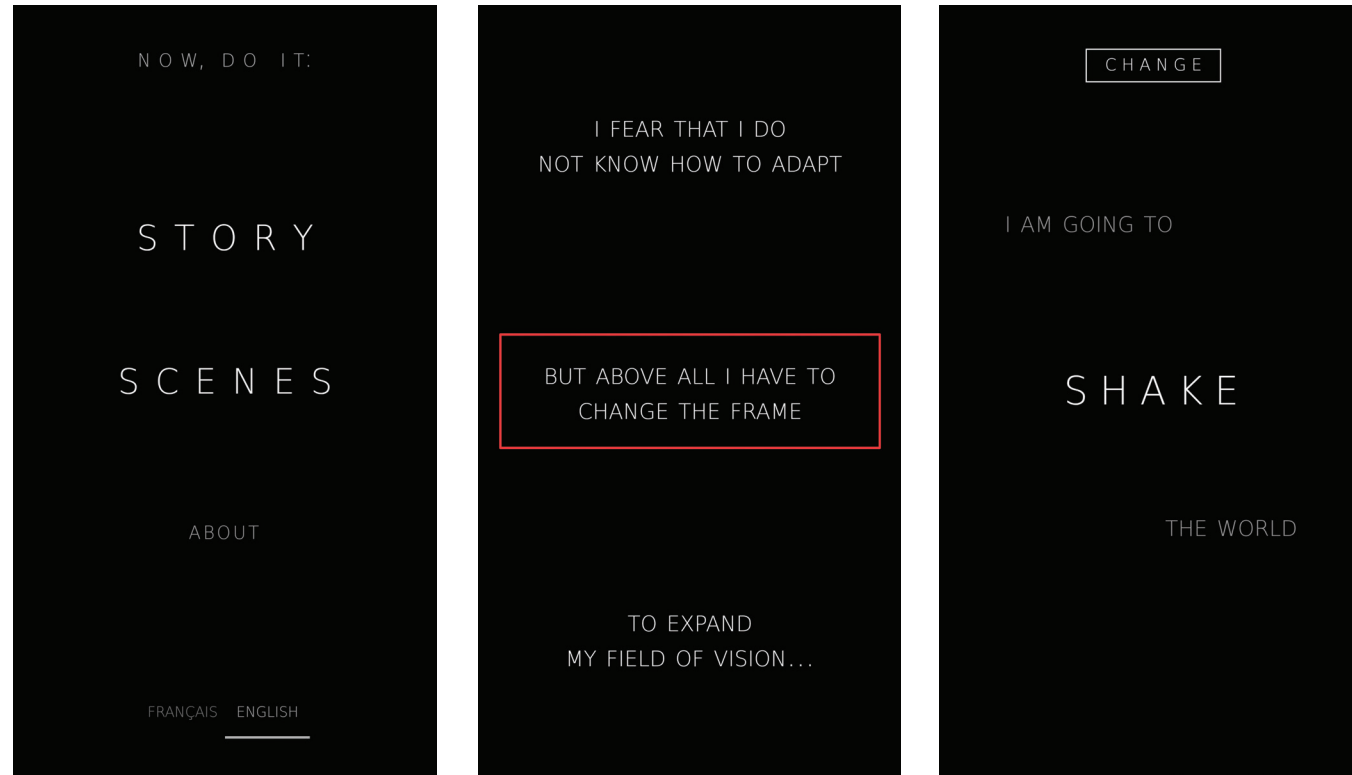 NOW, DO IT:
STORY
SCENES
ABOUT
FRANÇAIS ENGLISH
I FEAR THAT I DO
NOT KNOW HOW TO ADAPT
BUT ABOVE ALL I HAVE TO
CHANGE THE FRAME
TO EXPAND
MY FIELD OF VISION...
CHANGE
I AM GOING TO
SHAKE
THE WORLD